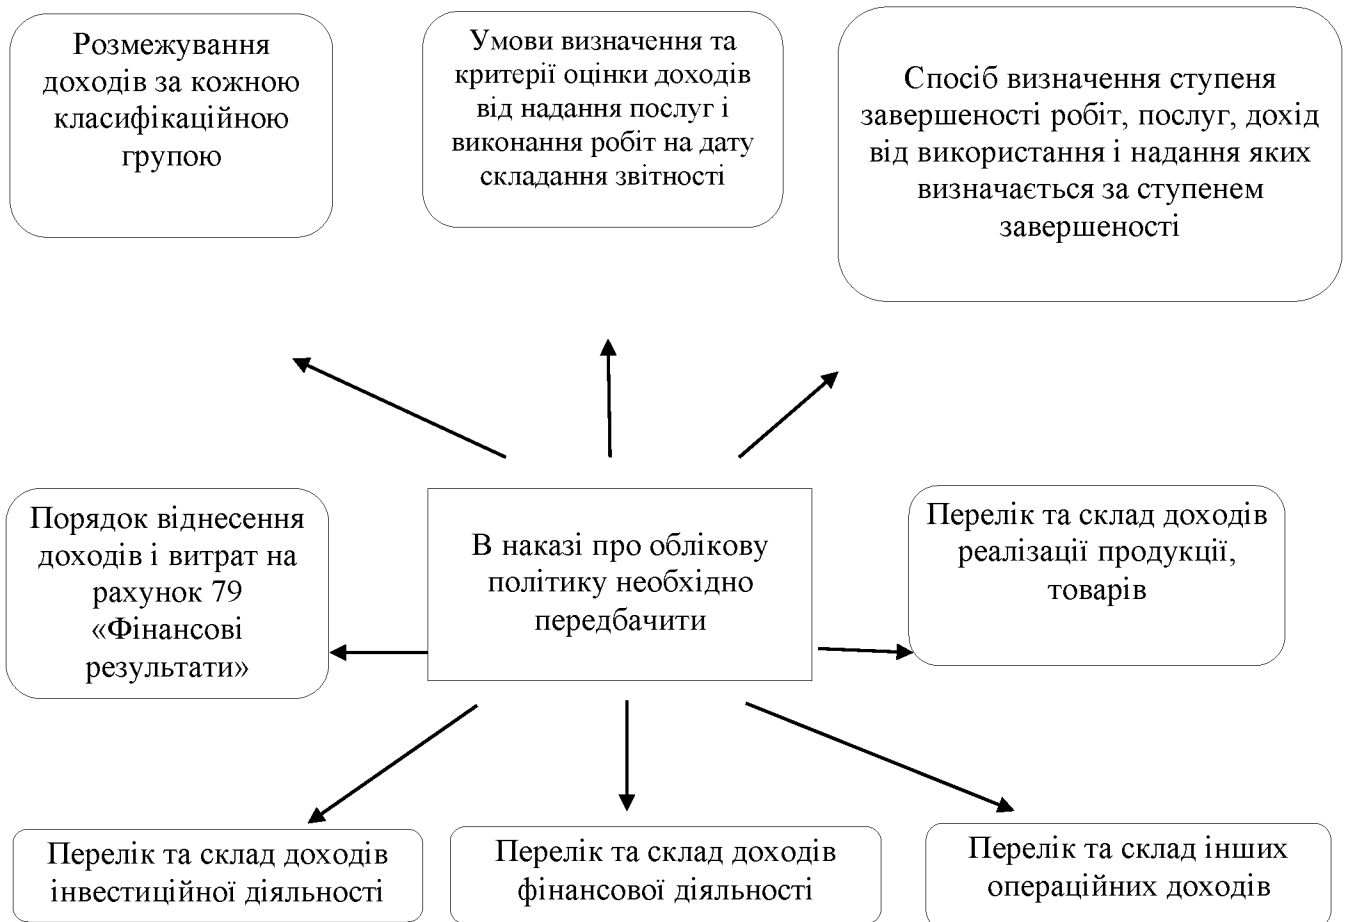 Розмежування
доходів за кожною
класифікаційною
групою
Умови визначення та
критерії оцінки доходів
від надання послуг і
виконання робіт на дату
складання звітності
Спосіб визначення ступеня
завершеності робіт, послуг, дохід
від використання і надання яких
визначається за ступенем
завершеності
Порядок віднесення
доходів і витрат на
рахунок 79
«Фінансові
результати»
В наказі про облікову
політику необхідно
передбачити
Перелік та склад доходів
реалізації продукції,
товарів
Перелік та склад доходів
інвестиційної діяльності
Перелік та склад доходів
фінансової діяльності
Перелік та склад інших
операційних доходів